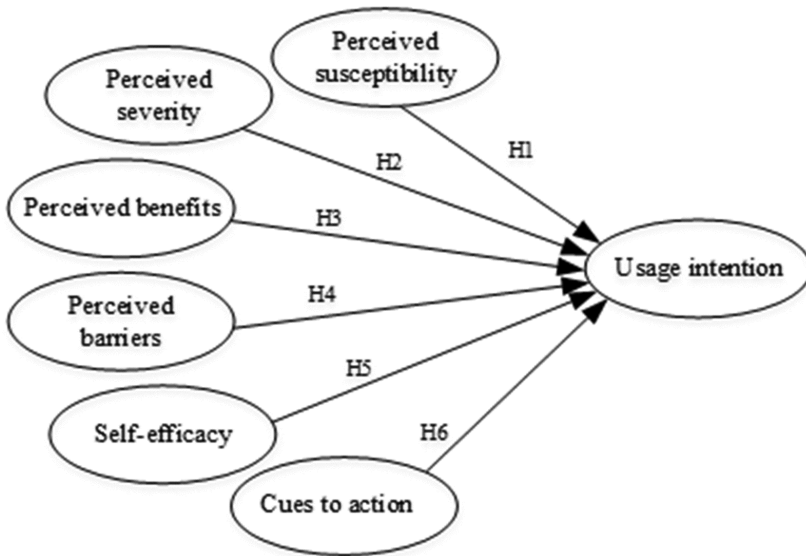 Perceived
susceptibility
Perceived
severity
H1
H2
Perceived benefits
H3
Usage intention
Perceived
barriers
H4
H5
Self-efficacy
H6
Cues to action